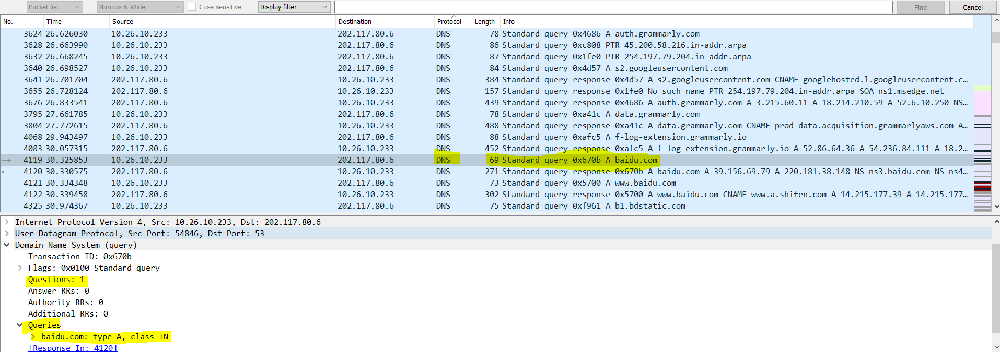 Packet list Narrow & Wide Case sensitive Display filter Find Cancel
No. Time Source Destination Protocol Length Info
3624 26.626030 10.26.10.233 202.117.80.6 DNS 78 Standard query 0x4686 A auth.grammarly.com
3628 26.663990 10.26.10.233 202.117.80.6 DNS 86 Standard query 0xc808 PTR 45.200.58.216.in-addr.arpa
3632 26.668245 10.26.10.233 202.117.80.6 DNS 87 Standard query 0x1fe0 PTR 254.197.79.204.in-addr.arpa
3640 26.698527 10.26.10.233 202.117.80.6 DNS 84 Standard query 0x4d57 A s2.googleusercontent.com
3641 26.701704 202.117.80.6 10.26.10.233 DNS 384 Standard query response 0x4d57 A s2.googleusercontent.com CNAME googlehosted.l.googleusercontent.c…
3655 26.728124 202.117.80.6 10.26.10.233 DNS 157 Standard query response 0x1fe0 No such name PTR 254.197.79.204.in-addr.arpa SOA ns1.msedge.net
3676 26.833541 202.117.80.6 10.26.10.233 DNS 439 Standard query response 0x4686 A auth.grammarly.com A 3.215.60.11 A 18.214.210.59 A 52.6.10.250 NS…
3795 27.661785 10.26.10.233 202.117.80.6 DNS 78 Standard query 0xa41c A data.grammarly.com
3804 27.772615 202.117.80.6 10.26.10.233 DNS 488 Standard query response 0xa41c A data.grammarly.com CNAME prod-data.acquisition.grammarlyaws.com A…
4068 29.943497 10.26.10.233 202.117.80.6 DNS 88 Standard query 0xafc5 A f-log-extension.grammarly.io
4083 30.057315 202.117.80.6 10.26.10.233 DNS 452 Standard query response 0xafc5 A f-log-extension.grammarly.io A 52.86.64.36 A 54.236.84.111 A 18.2…
4119 30.325853 10.26.10.233 202.117.80.6 DNS 69 Standard query 0x670b A baidu.com
4120 30.330575 202.117.80.6 10.26.10.233 DNS 271 Standard query response 0x670b A baidu.com A 39.156.69.79 A 220.181.38.148 NS ns3.baidu.com NS ns4…
4121 30.334348 10.26.10.233 202.117.80.6 DNS 73 Standard query 0x5700 A www.baidu.com
4122 30.339458 202.117.80.6 10.26.10.233 DNS 302 Standard query response 0x5700 A www.baidu.com CNAME www.a.shifen.com A 14.215.177.39 A 14.215.177…
4325 30.974367 10.26.10.233 202.117.80.6 DNS 75 Standard query 0xf961 A b1.bdstatic.com
Internet Protocol Version 4, Src: 10.26.10.233, Dst: 202.117.80.6
User Datagram Protocol, Src Port: 54846, Dst Port: 53
Domain Name System (query)
Transaction ID: 0x670b
Flags: 0x0100 Standard query
Questions: 1
Answer RRs: 0
Authority RRs: 0
Additional RRs: 0
Queries
baidu.com: type A, class IN
[Response In: 4120]